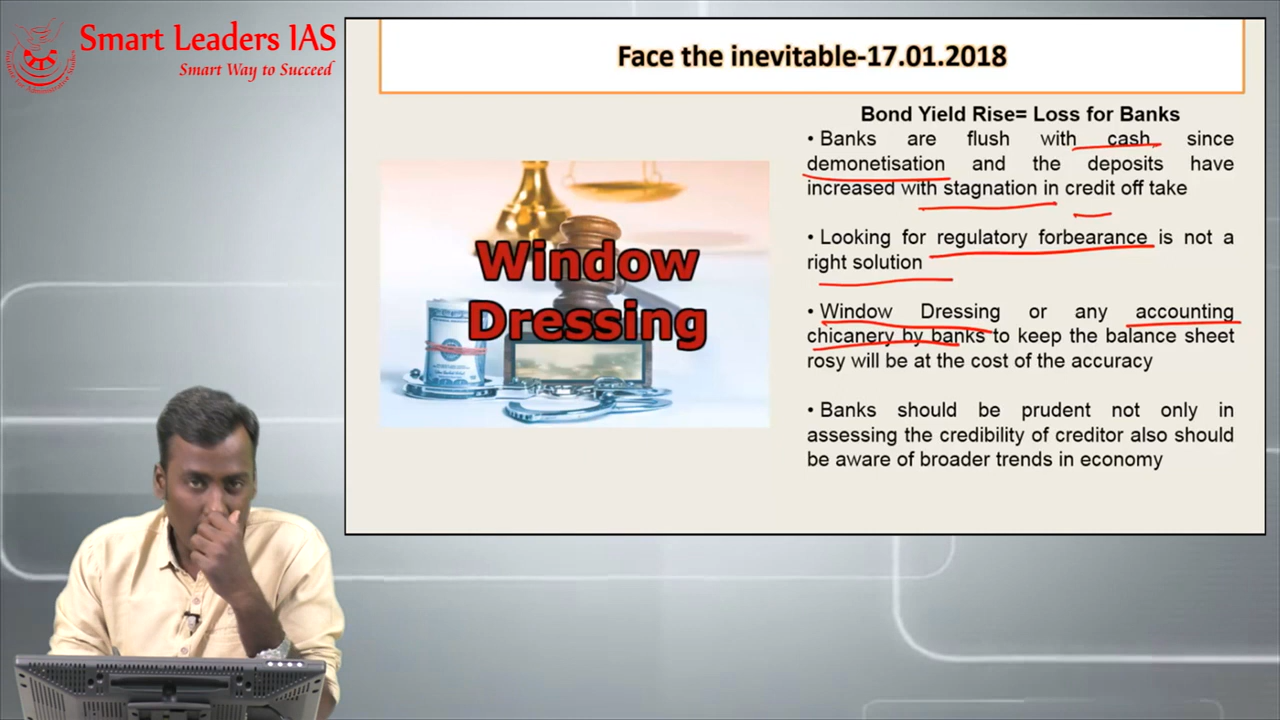 Smart Leaders IAS
Smart Way to Succeed
Face the inevitable-17.01.2018
Bond Yield Rise= Loss for Banks
• Banks are flush with cash since
demonetisation and the deposits have
increased with stagnation in credit off take
• Looking for regulatory forbearance is not a
right solution
• Window Dressing or any accounting
chicanery by banks to keep the balance sheet
rosy will be at the cost of the accuracy
• Banks should be prudent not only in
assessing the credibility of creditor also should
be aware of broader trends in economy
Window
Dressing